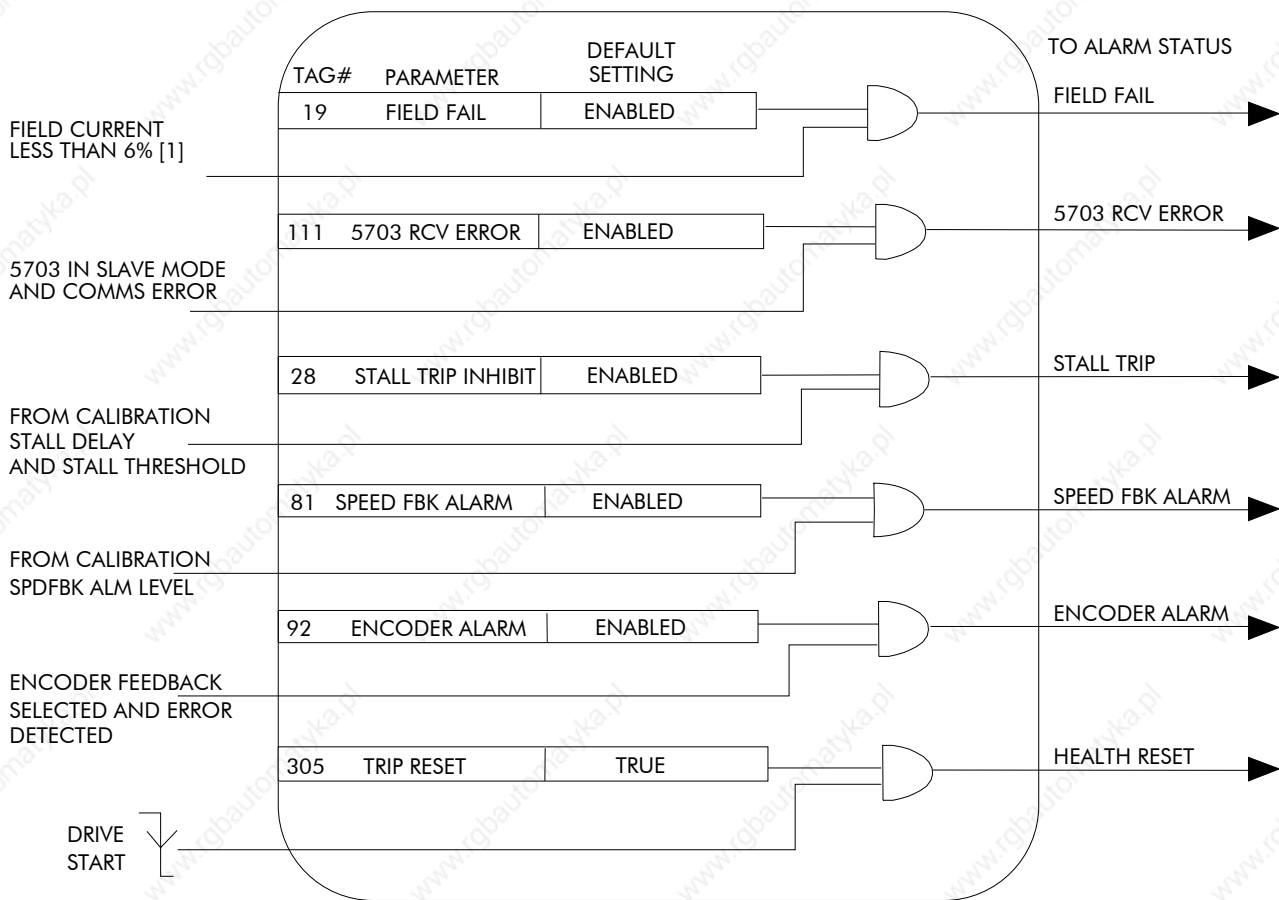 TO ALARM STATUS
DEFAULT
SETTING
TAG# PARAMETER
19 FIELD FAIL ENABLED
FIELD FAIL
FIELD CURRENT
LESS THAN 6% [1]
111 5703 RCV ERROR ENABLED
5703 RCV ERROR
5703 IN SLAVE MODE
AND COMMS ERROR
28 STALL TRIP INHIBIT ENABLED
STALL TRIP
FROM CALIBRATION
STALL DELAY
AND STALL THRESHOLD
81 SPEED FBK ALARM ENABLED
SPEED FBK ALARM
FROM CALIBRATION
SPDFBK ALM LEVEL
92 ENCODER ALARM ENABLED
ENCODER ALARM
ENCODER FEEDBACK
SELECTED AND ERROR
DETECTED
305 TRIP RESET TRUE
HEALTH RESET
DRIVE
START
www.rgbautomatyka.pl